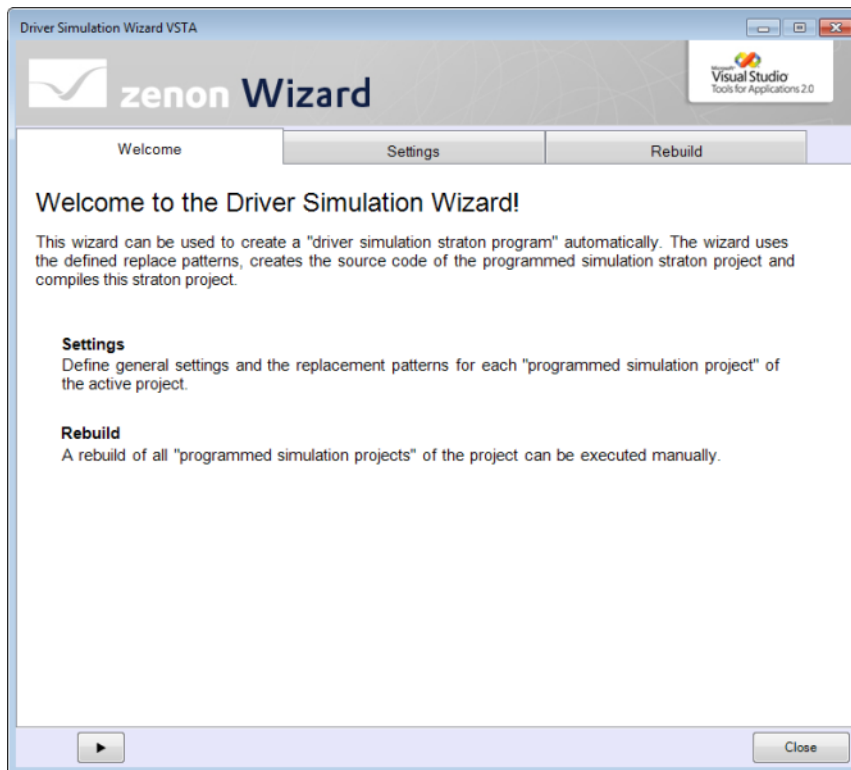 Driver Simulation Wizard VSTA
zenon Wizard
Microsoft
Visual Studio
Tools for Applications 2.0
Welcome
Settings
Rebuild
Welcome to the Driver Simulation Wizard!
This wizard can be used to create a "driver simulation straton program" automatically. The wizard uses
the defined replace patterns, creates the source code of the programmed simulation straton project and
compiles this straton project.
Settings
Define general settings and the replacement patterns for each "programmed simulation project" of
the active project.
Rebuild
A rebuild of all "programmed simulation projects" of the project can be executed manually.
Close